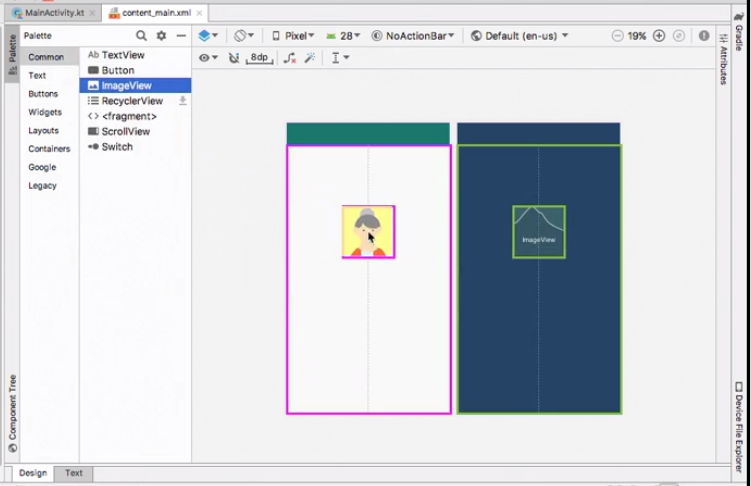 MainActivity.kt
content_main.xml
Palette
Pixel
28
NoActionBar
Default (en-us)
19%
8dp
Palette
Common
Text
Buttons
Widgets
Layouts
Containers
Google
Legacy
Ab TextView
Button
ImageView
RecyclerView
<fragment>
ScrollView
Switch
ImageView
Component Tree
Gradle
Attributes
Device File Explorer
Design
Text